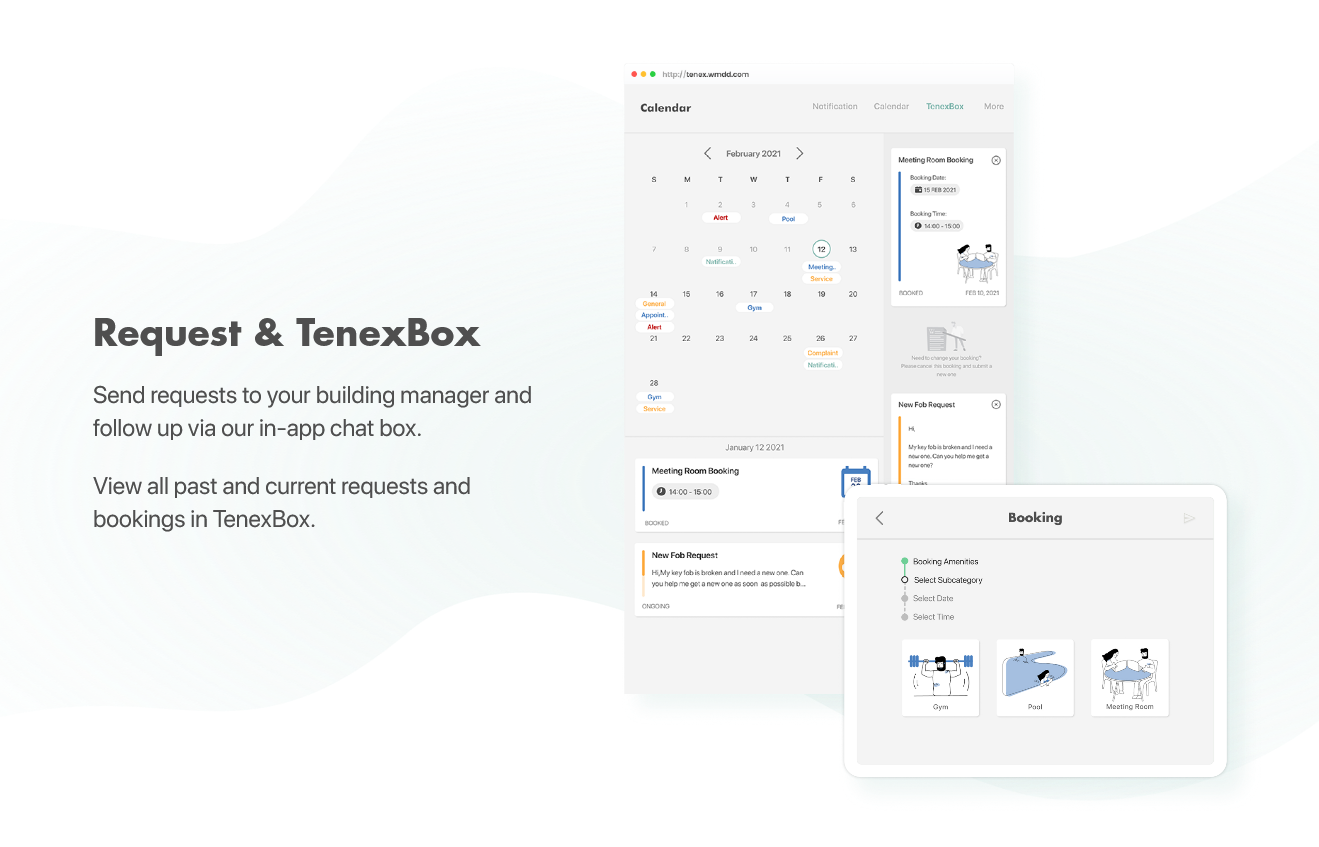 Request & TenexBox
Send requests to your building manager and
follow up via our in-app chat box.
View all past and current requests and
bookings in TenexBox.
http://tenex.wmdd.com
Calendar
Notification Calendar TenexBox More
February 2021
S M T W T F S
1 2 3 4 5 6
Alert Pool
7 8 9 10 11 12 13
Notificati.. Meeting..
Service
14 15 16 17 18 19 20
General Gym
Appoint..
Alert
21 22 23 24 25 26 27
Complaint
Notificati..
28
Gym
Service
January 12 2021
Meeting Room Booking
14:00 - 15:00
FEB
BOOKED
New Fob Request
Hi,My key fob is broken and I need a new one. Can
you help me get a new one as soon as possible b...
ONGOING
Meeting Room Booking
Booking Date:
15 FEB 2021
Booking Time:
14:00 - 15:00
BOOKED FEB 10, 2021
Need to change your booking?
Please cancel this booking and submit a
new one
New Fob Request
Hi,
My key fob is broken and I need a
new one. Can you help me get a
new one?
Thanks
Booking
Booking Amenities
Select Subcategory
Select Date
Select Time
Gym Pool Meeting Room